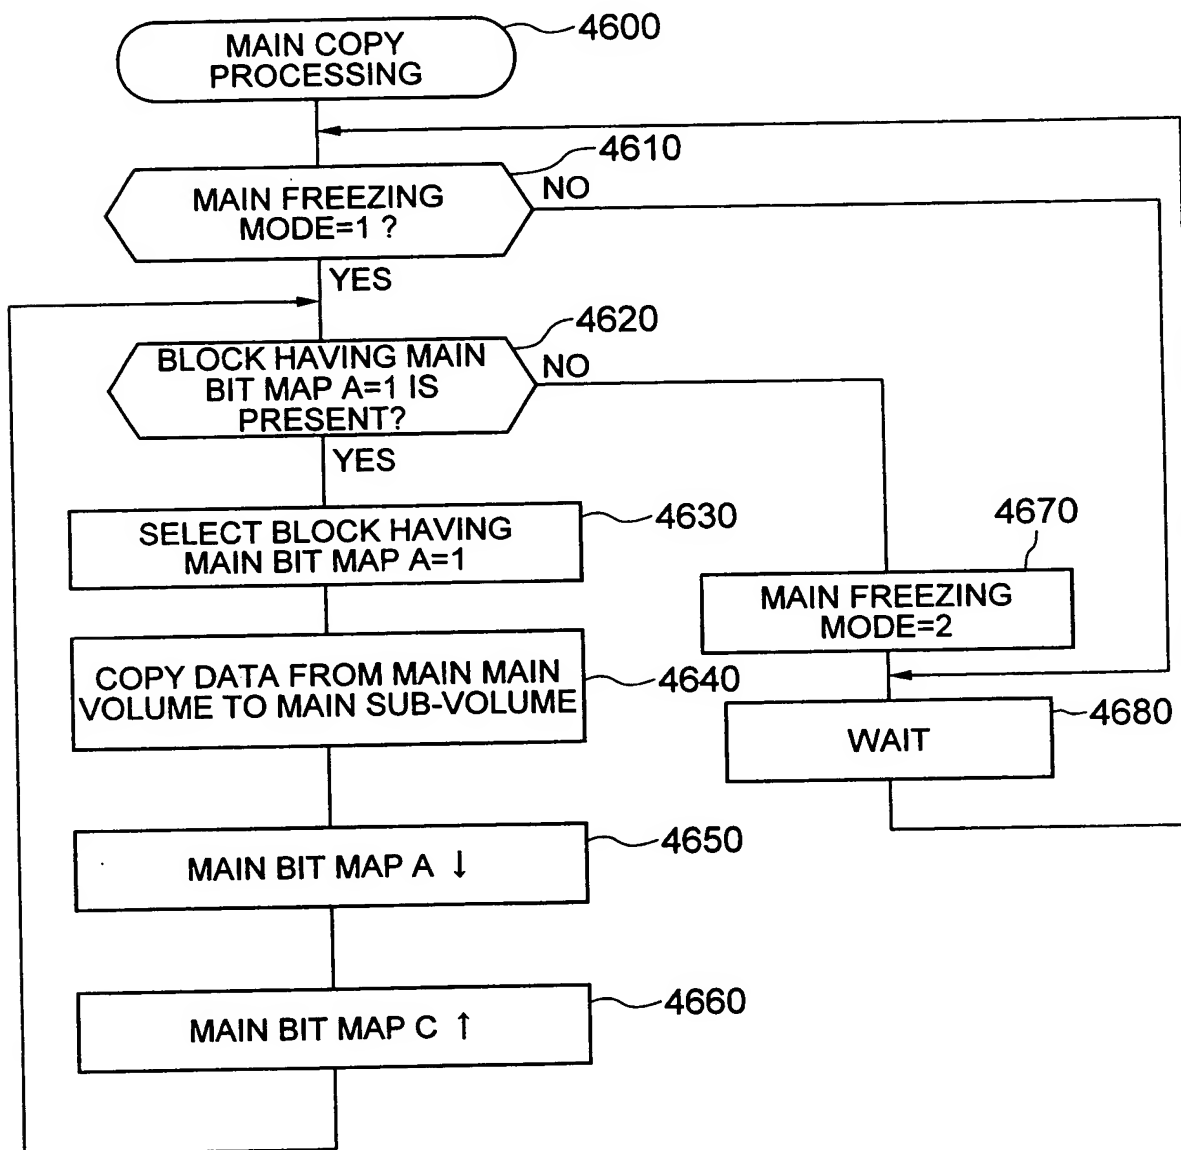 MAIN COPY
PROCESSING
4600
4610
MAIN FREEZING
MODE=1 ?
NO
YES
4620
BLOCK HAVING MAIN
BIT MAP A=1 IS
PRESENT?
NO
YES
4630
SELECT BLOCK HAVING
MAIN BIT MAP A=1
4670
MAIN FREEZING
MODE=2
COPY DATA FROM MAIN MAIN
VOLUME TO MAIN SUB-VOLUME
4640
4680
WAIT
4650
MAIN BIT MAP A ↓
4660
MAIN BIT MAP C ↑